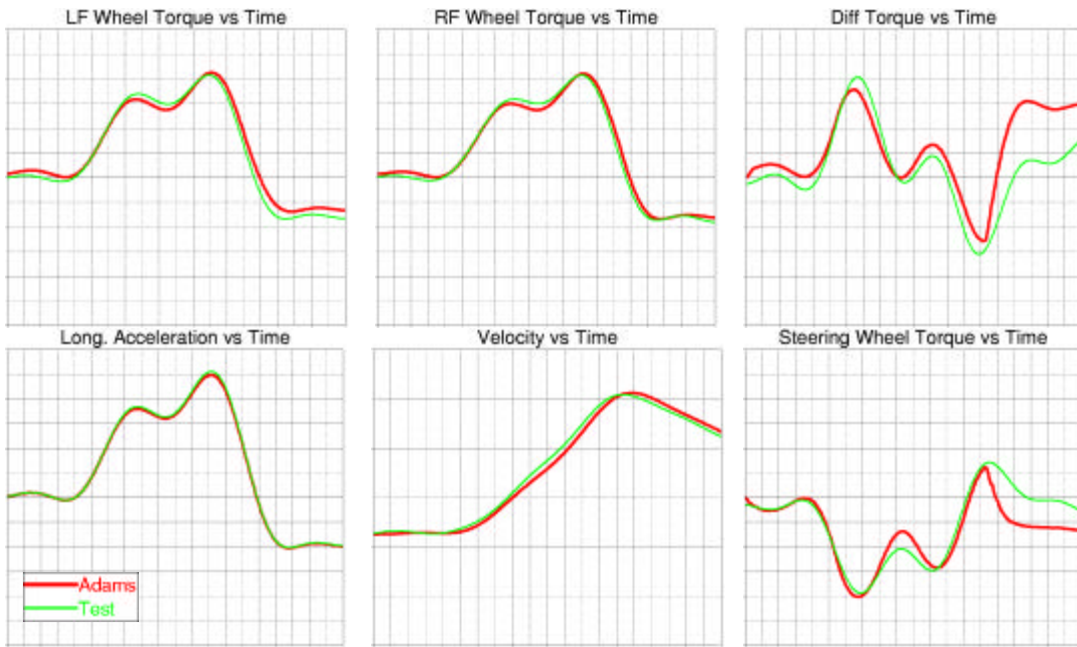 LF Wheel Torque vs Time
RF Wheel Torque vs Time
Diff Torque vs Time
Long. Acceleration vs Time
Velocity vs Time
Steering Wheel Torque vs Time
Adams
Test